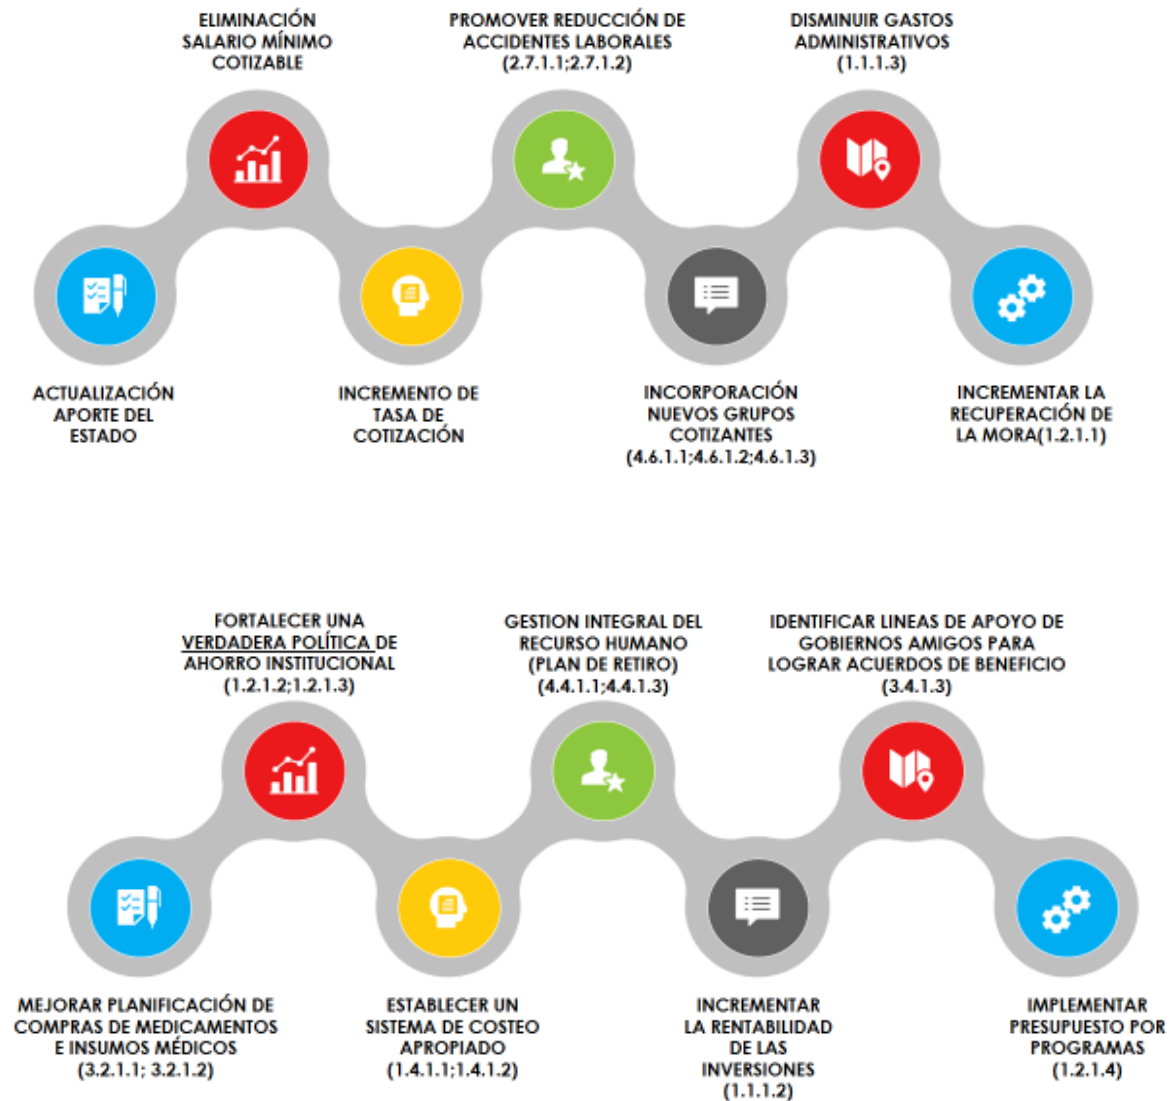 ELIMINACIÓN
SALARIO MÍNIMO
COTIZABLE
PROMOVER REDUCCIÓN DE
ACCIDENTES LABORALES
(2.7.1.1;2.7.1.2)
DISMINUIR GASTOS
ADMINISTRATIVOS
(1.1.1.3)
ACTUALIZACIÓN
APORTE DEL
ESTADO
INCREMENTO DE
TASA DE
COTIZACIÓN
INCORPORACIÓN
NUEVOS GRUPOS
COTIZANTES
(4.6.1.1;4.6.1.2;4.6.1.3)
INCREMENTAR LA
RECUPERACIÓN DE
LA MORA(1.2.1.1)
FORTALECER UNA
VERDADERA POLÍTICA DE
AHORRO INSTITUCIONAL
(1.2.1.2;1.2.1.3)
GESTION INTEGRAL DEL
RECURSO HUMANO
(PLAN DE RETIRO)
(4.4.1.1;4.4.1.3)
IDENTIFICAR LINEAS DE APOYO DE
GOBIERNOS AMIGOS PARA
LOGRAR ACUERDOS DE BENEFICIO
(3.4.1.3)
MEJORAR PLANIFICACIÓN DE
COMPRAS DE MEDICAMENTOS
E INSUMOS MÉDICOS
(3.2.1.1; 3.2.1.2)
ESTABLECER UN
SISTEMA DE COSTEO
APROPIADO
(1.4.1.1;1.4.1.2)
INCREMENTAR
LA RENTABILIDAD
DE LAS
INVERSIONES
(1.1.1.2)
IMPLEMENTAR
PRESUPUESTO POR
PROGRAMAS
(1.2.1.4)